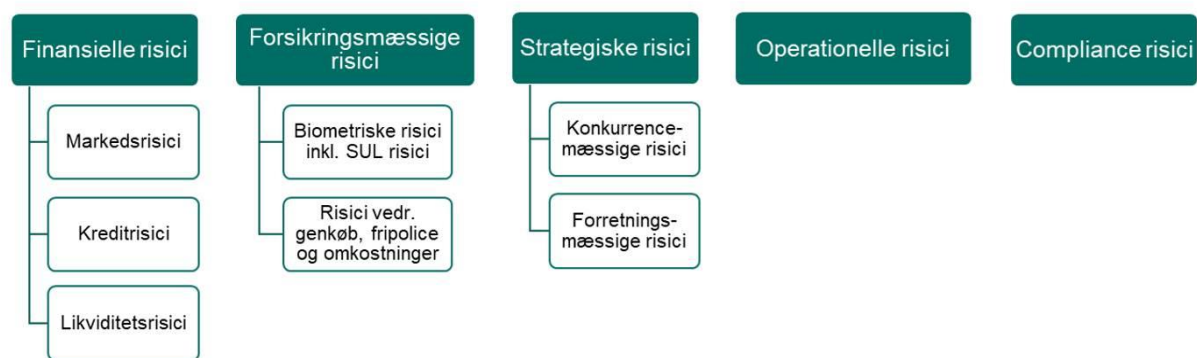 Finansielle risici
Markedsrisici
Kreditrisici
Likviditetsrisici
Forsikringsmæssige
risici
Biometriske risici
inkl. SUL risici
Risici vedr.
genkøb, fripolice
og omkostninger
Strategiske risici
Konkurrence-
mæssige risici
Forretnings-
mæssige risici
Operationelle risici
Compliance risici